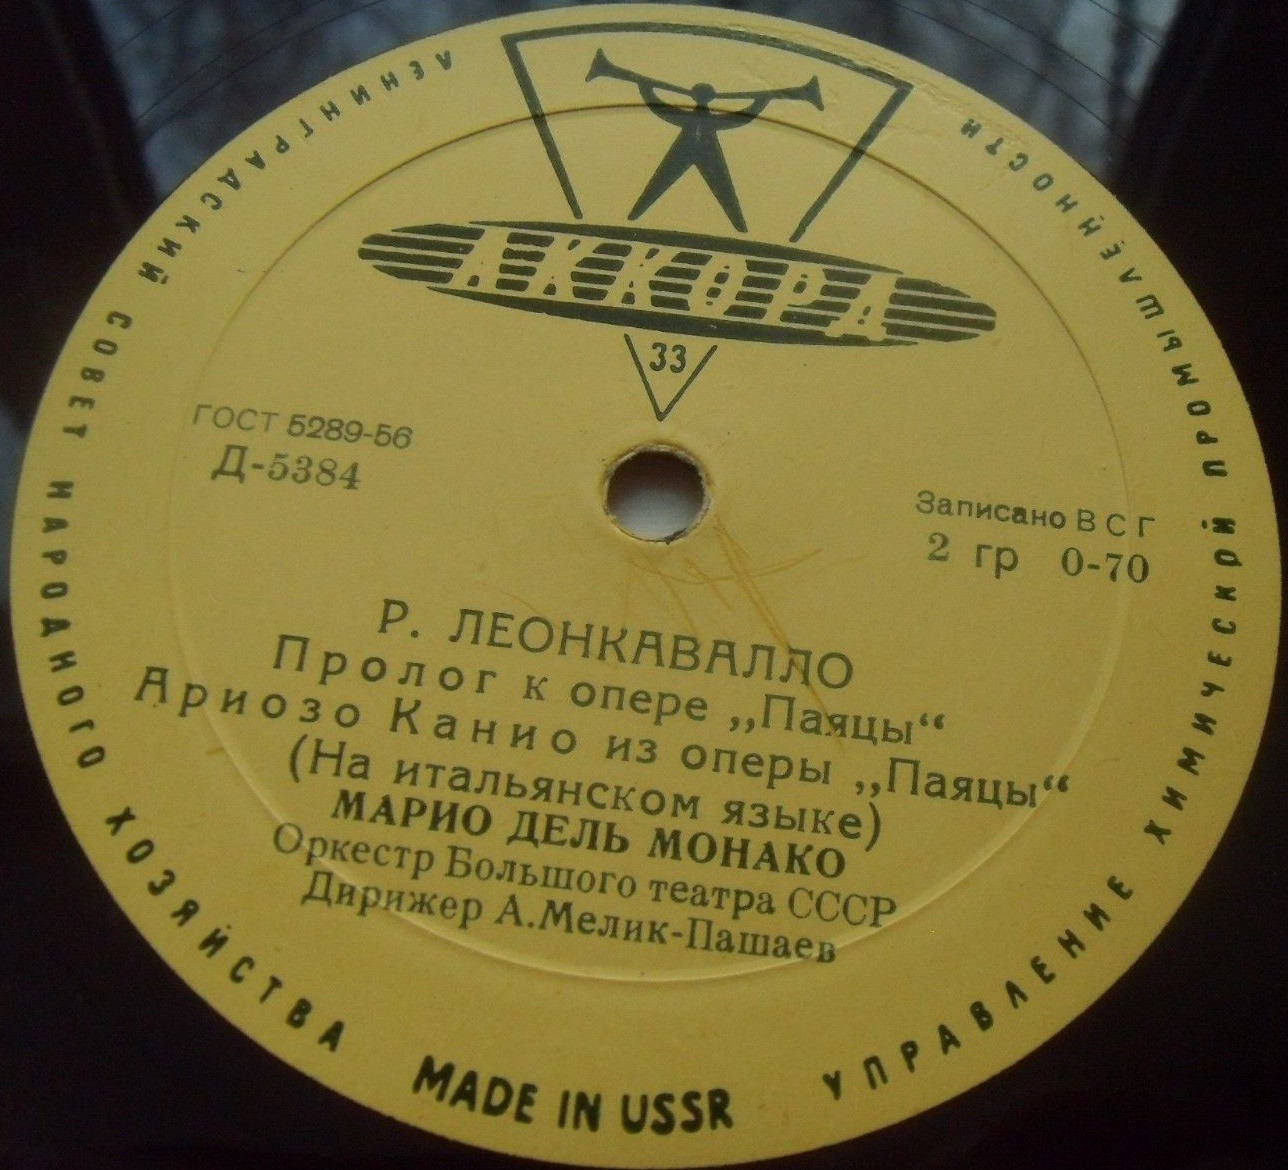 ЛЕНИНГРАДСКИЙ СОВЕТ НАРОДНОГО ХОЗЯЙСТВА
УПРАВЛЕНИЕ ХИМИЧЕСКОЙ ПРОМЫШЛЕННОСТИ
АККОРД
33
ГОСТ 5289-56
Д-5384
Записано В С Г
2 гр 0-70
Р. ЛЕОНКАВАЛЛО
Пролог к опере „Паяцы“
Ариозо Канио из оперы „Паяцы“
(На итальянском языке)
МАРИО ДЕЛЬ МОНАКО
Оркестр Большого театра СССР
Дирижер А.Мелик-Пашаев
MADE IN USSR